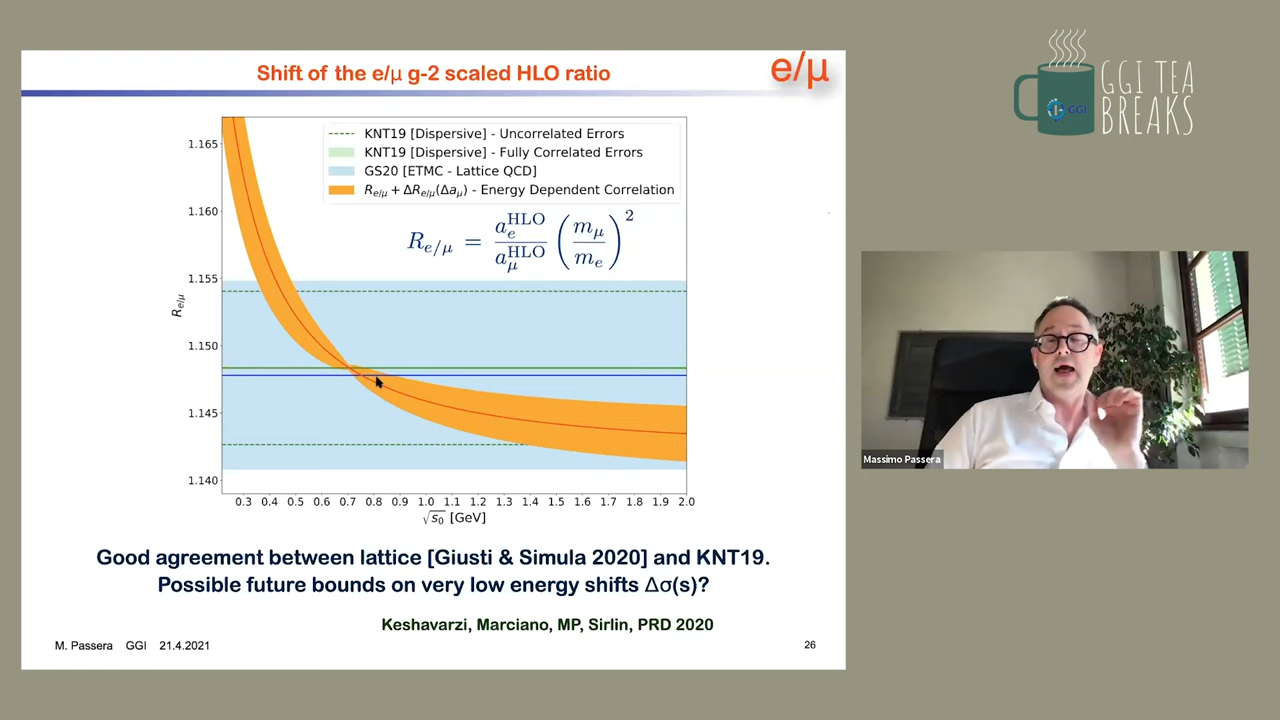 Shift of the e/μ g-2 scaled HLO ratio
e/μ
KNT19 [Dispersive] - Uncorrelated Errors
KNT19 [Dispersive] - Fully Correlated Errors
GS20 [ETMC - Lattice QCD]
R_{e/μ} + ΔR_{e/μ}(Δa_μ) - Energy Dependent Correlation
R_{e/μ} = \frac{a_e^{HLO}}{a_μ^{HLO}} \left(\frac{m_μ}{m_e}\right)^2
R_{e/μ}
1.165
1.160
1.155
1.150
1.145
1.140
0.3 0.4 0.5 0.6 0.7 0.8 0.9 1.0 1.1 1.2 1.3 1.4 1.5 1.6 1.7 1.8 1.9 2.0
√s₀ [GeV]
Good agreement between lattice [Giusti & Simula 2020] and KNT19.
Possible future bounds on very low energy shifts Δσ(s)?
Keshavarzi, Marciano, MP, Sirlin, PRD 2020
M. Passera GGI 21.4.2021
26
GGI
GGI TEA
BREAKS
Massimo Passera